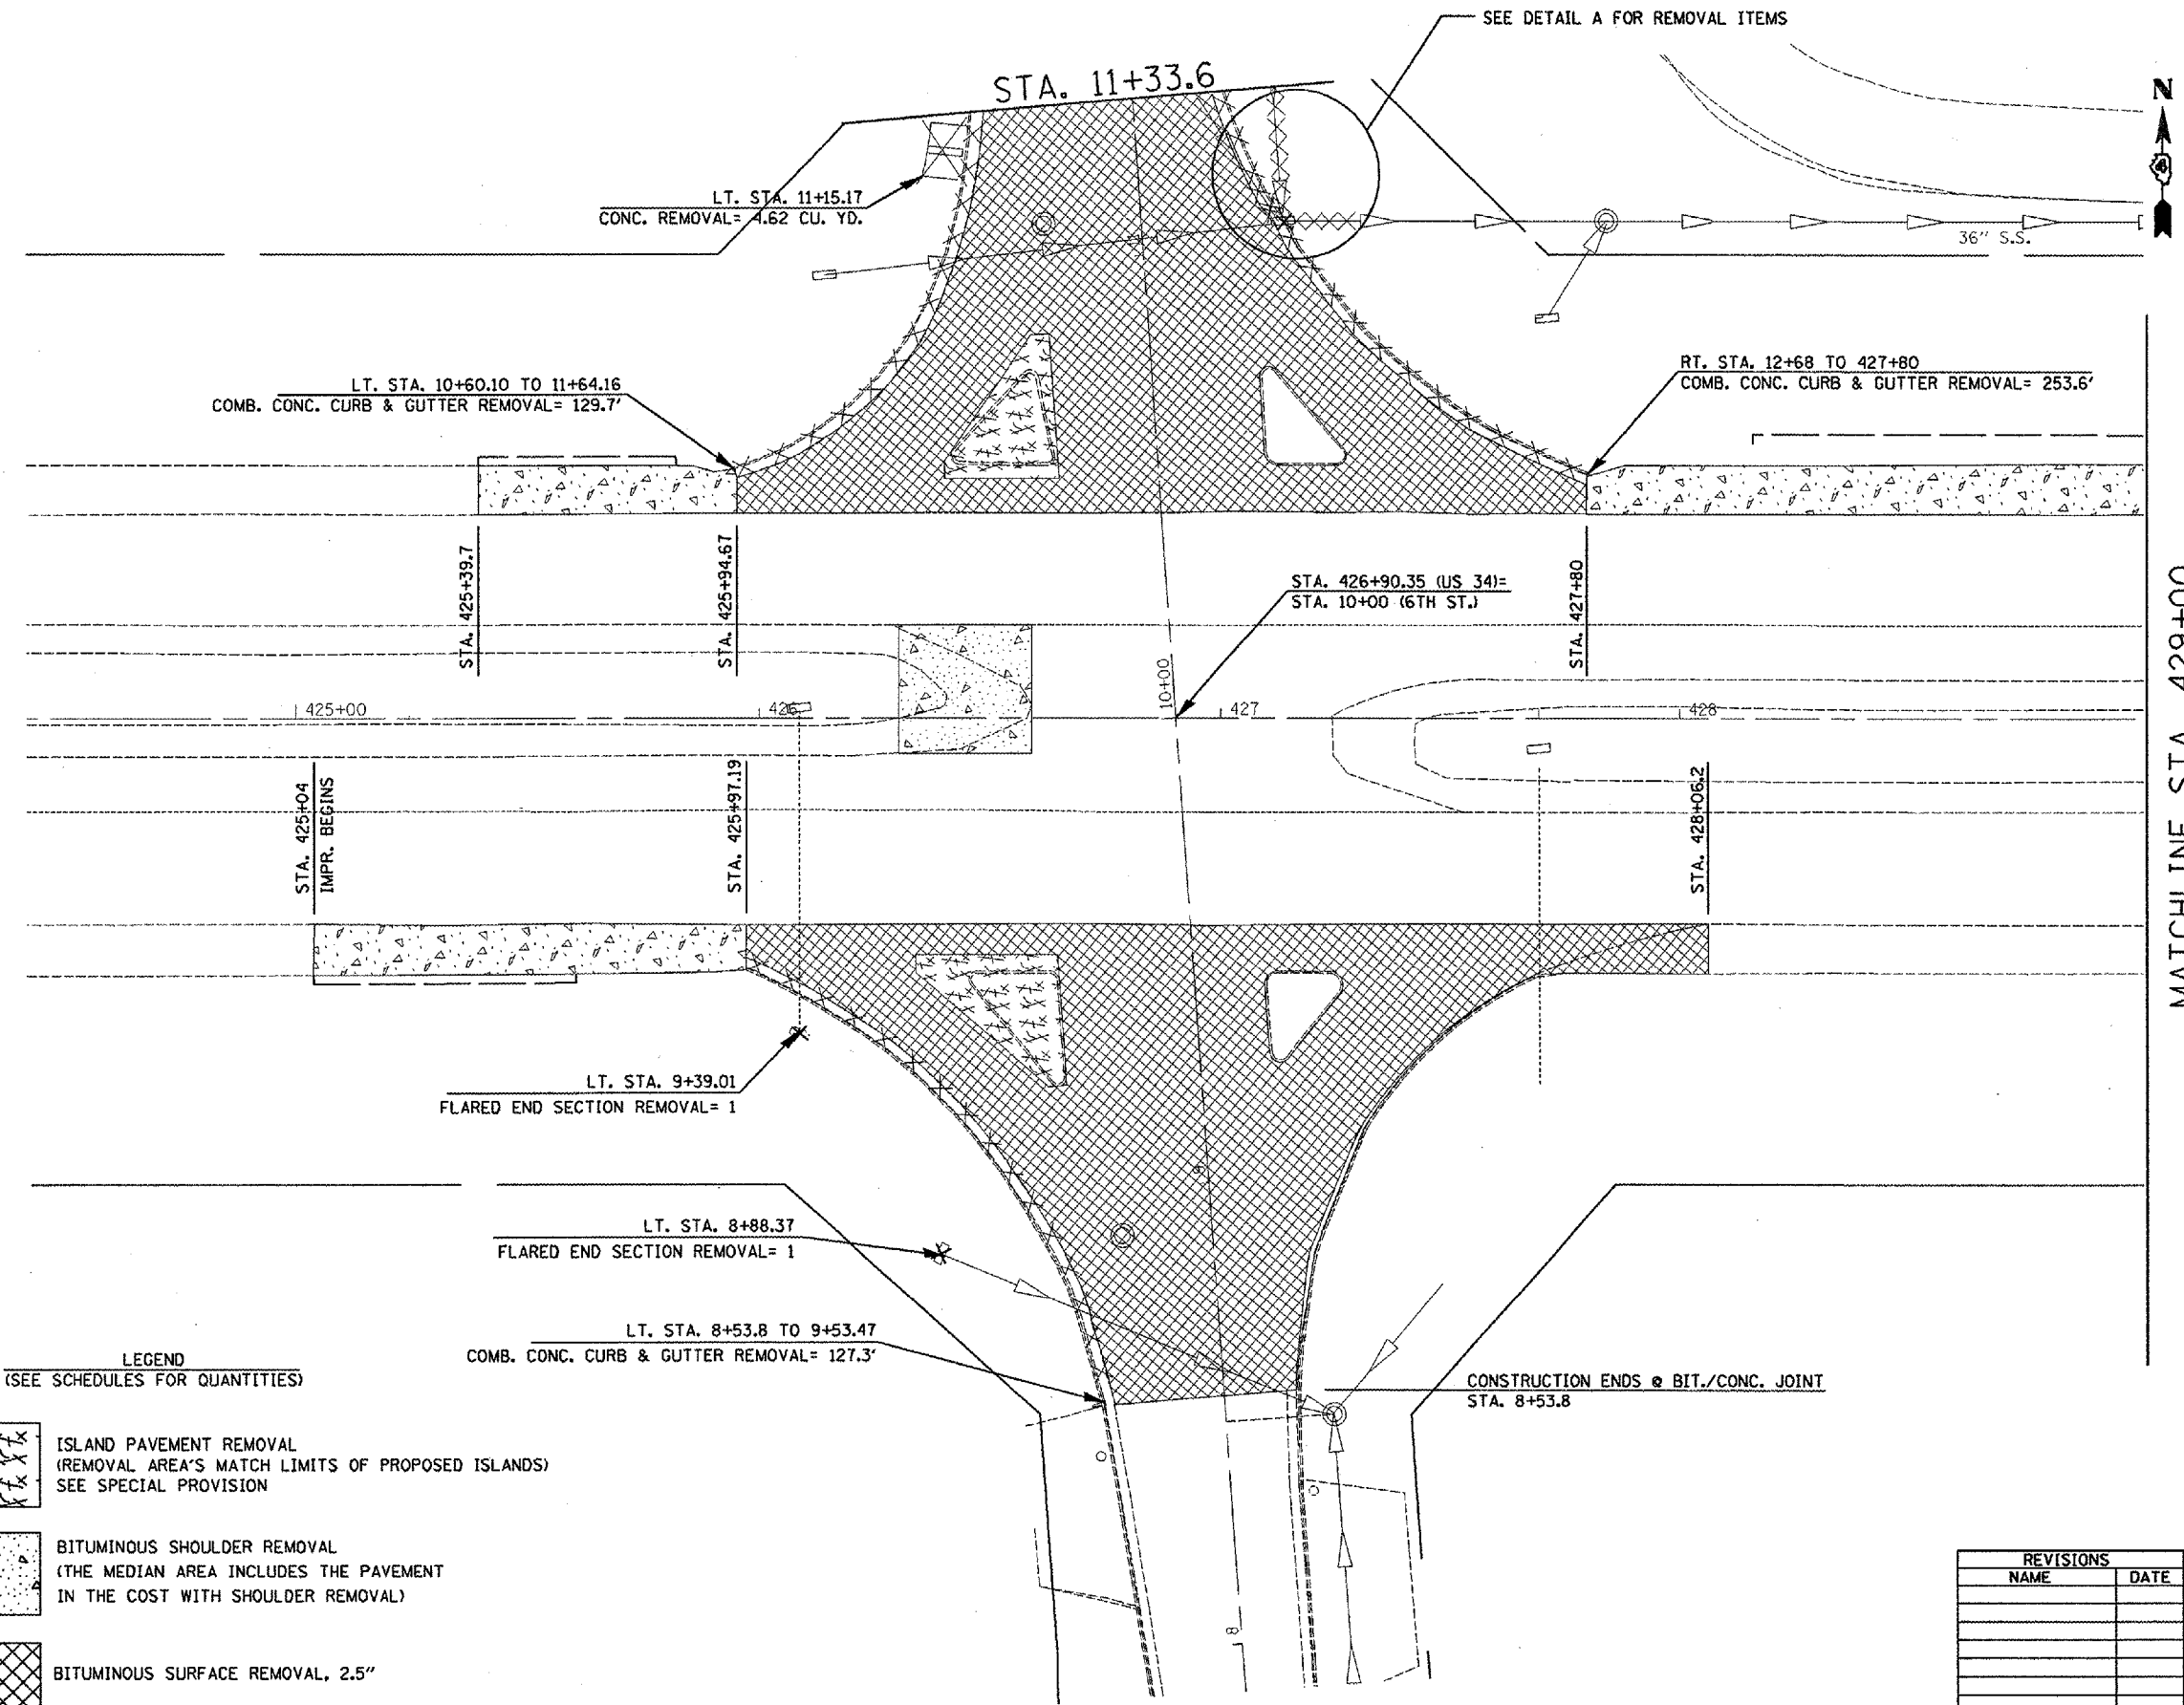 SEE DETAIL A FOR REMOVAL ITEMS
STA. 11+33.6
N
4
LT. STA. 11+15.17
CONC. REMOVAL= 4.62 CU. YD.
36" S.S.
LT. STA. 10+60.10 TO 11+64.16
COMB. CONC. CURB & GUTTER REMOVAL= 129.7'
RT. STA. 12+68 TO 427+80
COMB. CONC. CURB & GUTTER REMOVAL= 253.6'
STA. 425+39.7
STA. 425+94.67
STA. 427+80
STA. 426+90.35 (US 34)=
STA. 10+00 (6TH ST.)
10+00
425+00
426
427
428
MATCHLINE STA. 429+00
STA. 425+04
IMPR. BEGINS
STA. 425+97.19
STA. 428+06.2
LT. STA. 9+39.01
FLARED END SECTION REMOVAL= 1
9
LT. STA. 8+88.37
FLARED END SECTION REMOVAL= 1
LT. STA. 8+53.8 TO 9+53.47
COMB. CONC. CURB & GUTTER REMOVAL= 127.3'
CONSTRUCTION ENDS @ BIT./CONC. JOINT
STA. 8+53.8
8
LEGEND
(SEE SCHEDULES FOR QUANTITIES)
ISLAND PAVEMENT REMOVAL
(REMOVAL AREA'S MATCH LIMITS OF PROPOSED ISLANDS)
SEE SPECIAL PROVISION
BITUMINOUS SHOULDER REMOVAL
(THE MEDIAN AREA INCLUDES THE PAVEMENT
IN THE COST WITH SHOULDER REMOVAL)
BITUMINOUS SURFACE REMOVAL, 2.5"
REVISIONS
NAME DATE